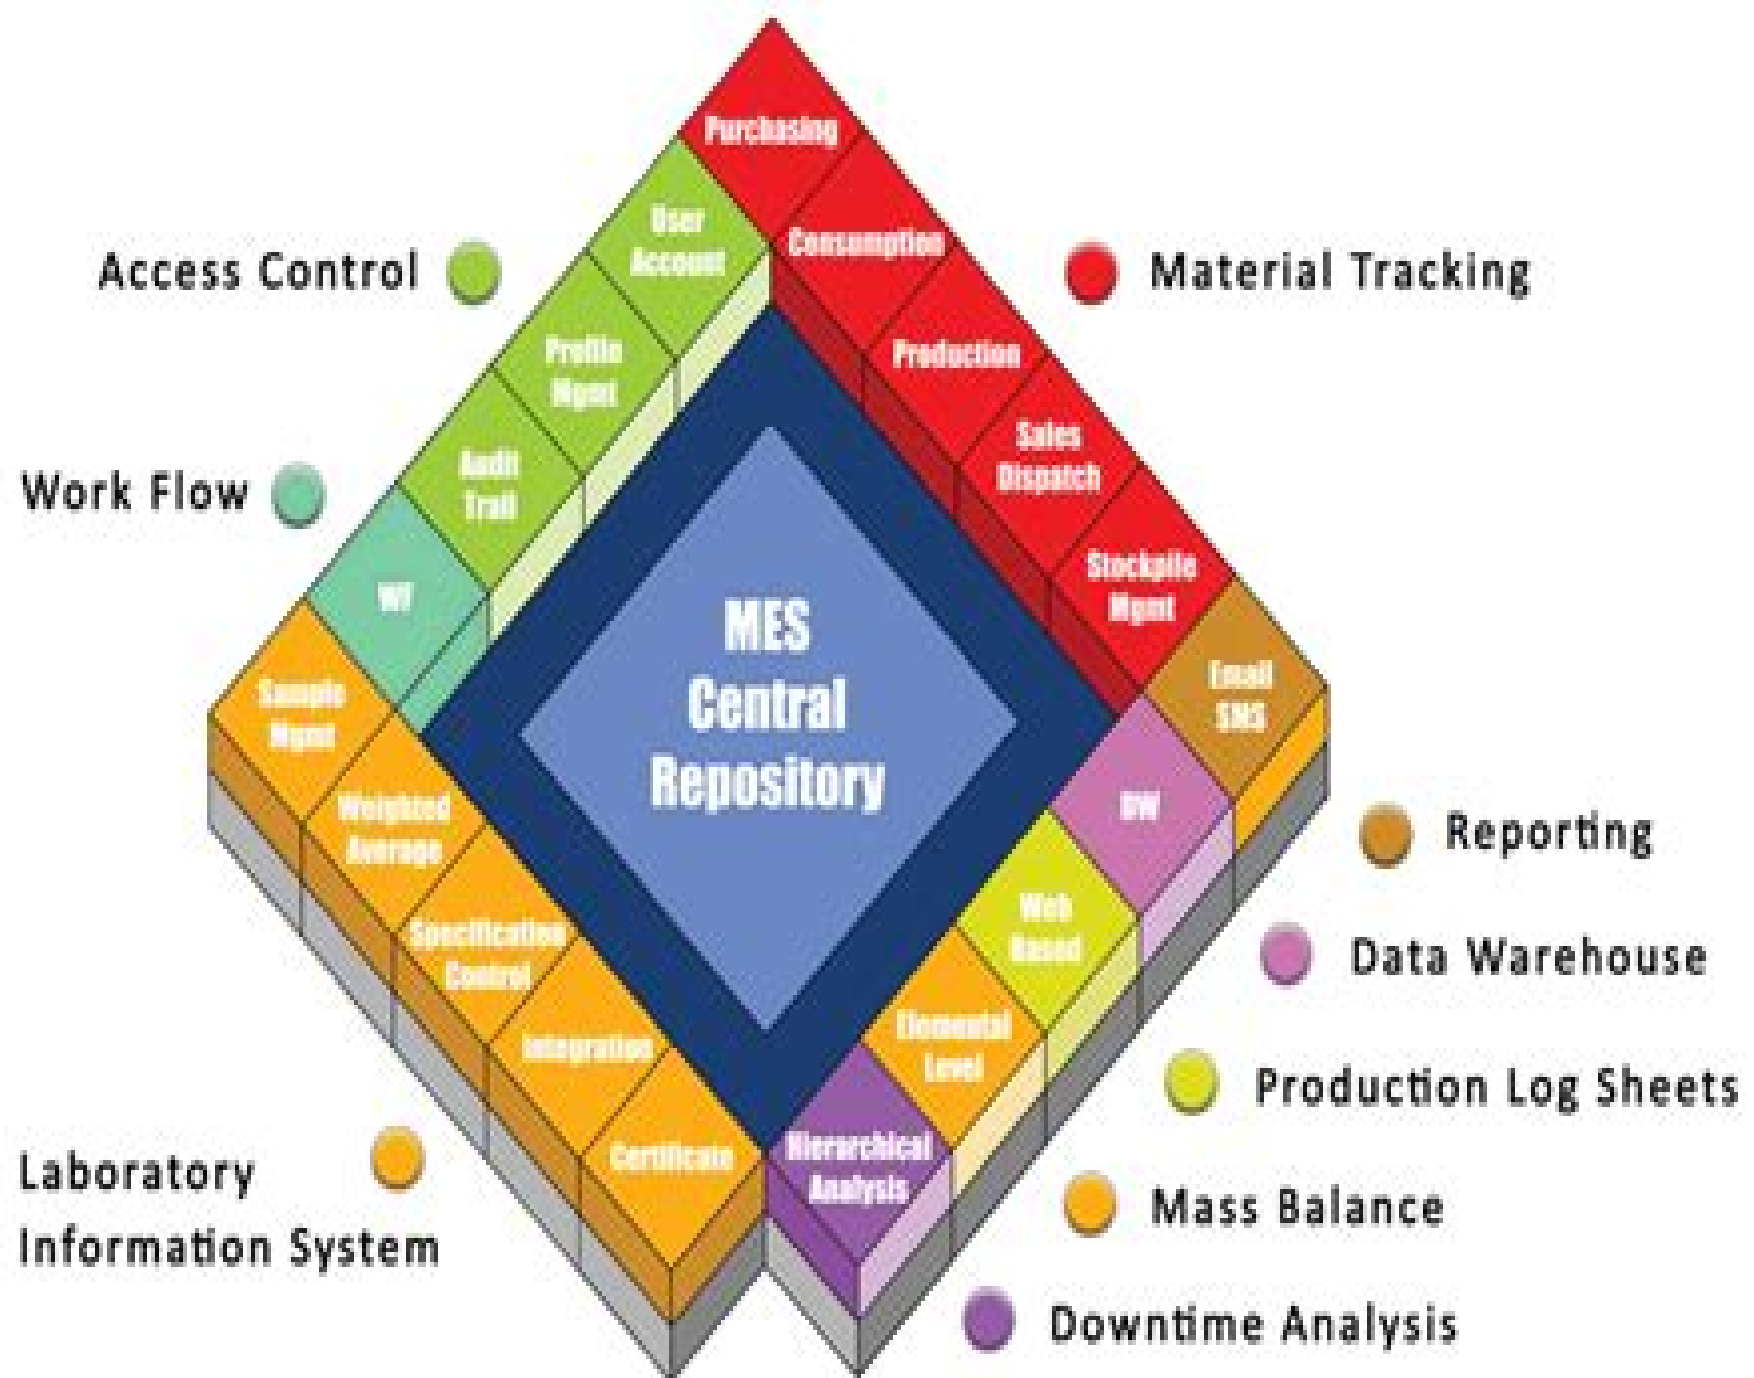 Purchasing
User
Account
Consumption
Access Control
Material Tracking
Profile
Mgmt
Production
Audit
Trail
Sales
Dispatch
Work Flow
WF
Stockpile
Mgmt
MES
Central
Repository
Sample
Mgmt
Email
SMS
Weighted
Average
DW
Reporting
Specification
Control
Web
Based
Data Warehouse
Integration
Elemental
Level
Production Log Sheets
Certificate
Hierarchical
Analysis
Laboratory
Information System
Mass Balance
Downtime Analysis